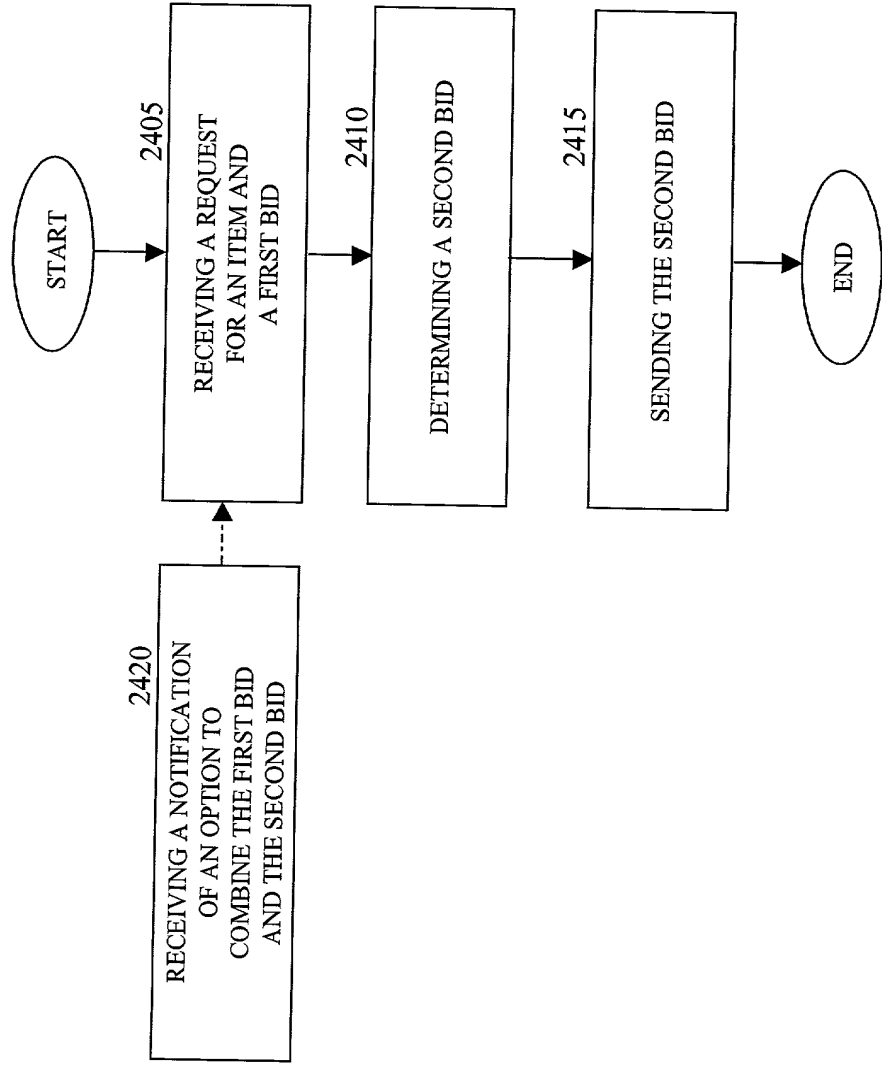 START
2405
RECEIVING A REQUEST
FOR AN ITEM AND
A FIRST BID
2410
DETERMINING A SECOND BID
2415
SENDING THE SECOND BID
END
2420
RECEIVING A NOTIFICATION
OF AN OPTION TO
COMBINE THE FIRST BID
AND THE SECOND BID